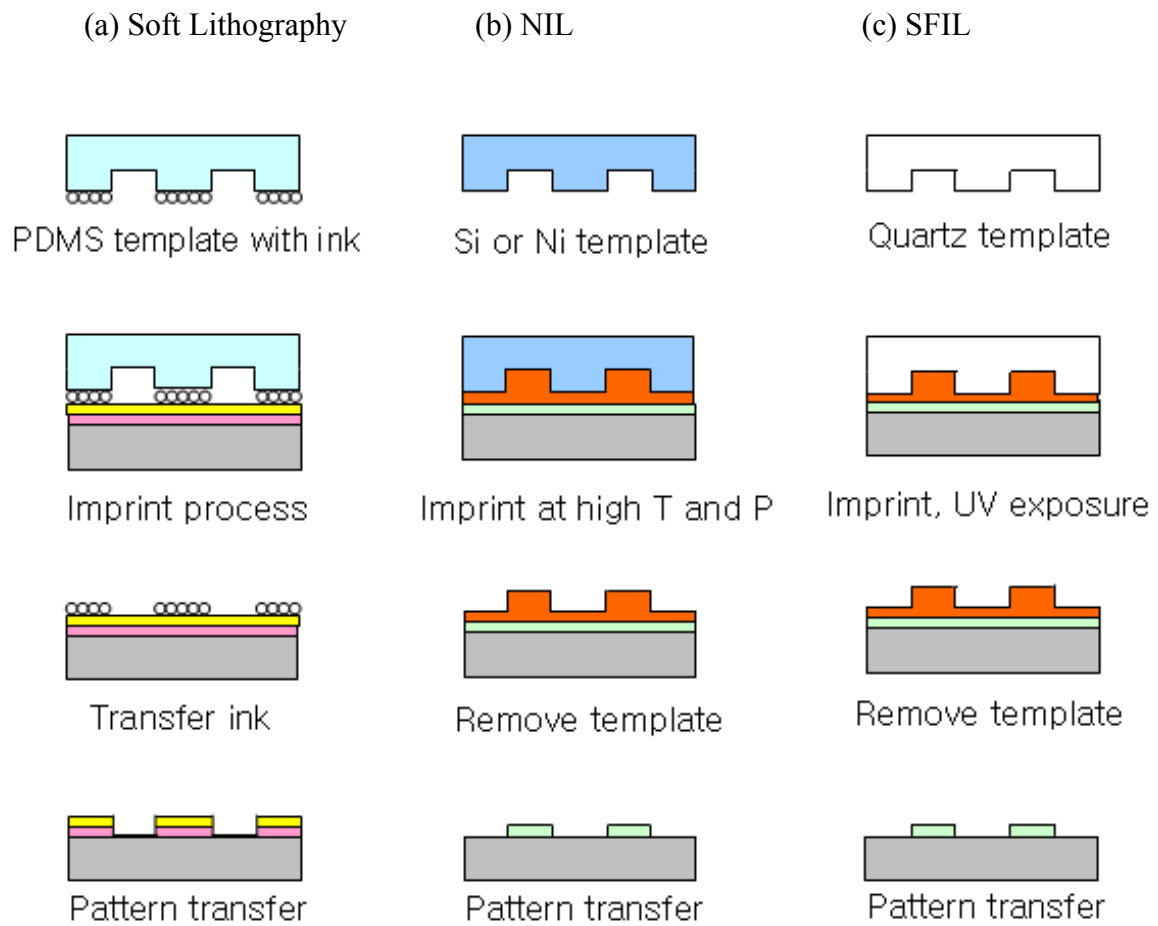 (a) Soft Lithography
(b) NIL
(c) SFIL
PDMS template with ink
Si or Ni template
Quartz template
Imprint process
Imprint at high T and P
Imprint, UV exposure
Transfer ink
Remove template
Remove template
Pattern transfer
Pattern transfer
Pattern transfer